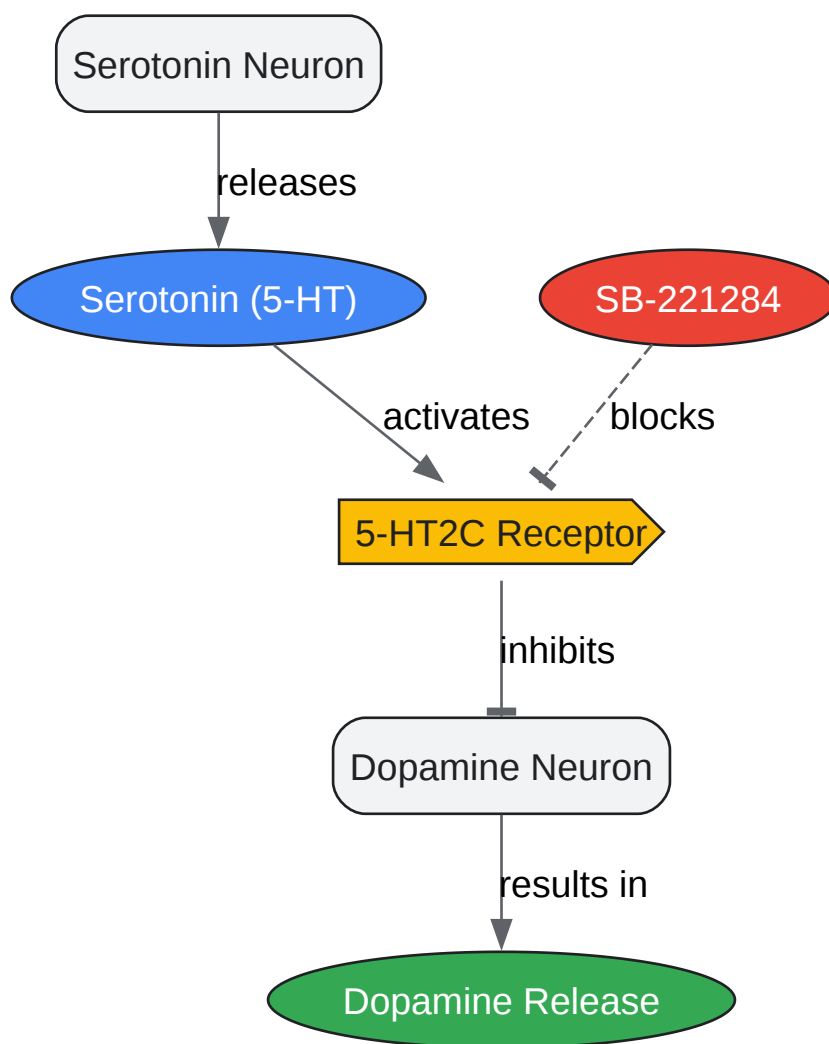 Serotonin Neuron
releases
Serotonin (5-HT)
SB-221284
activates
blocks
5-HT2C Receptor
inhibits
Dopamine Neuron
results in
Dopamine Release